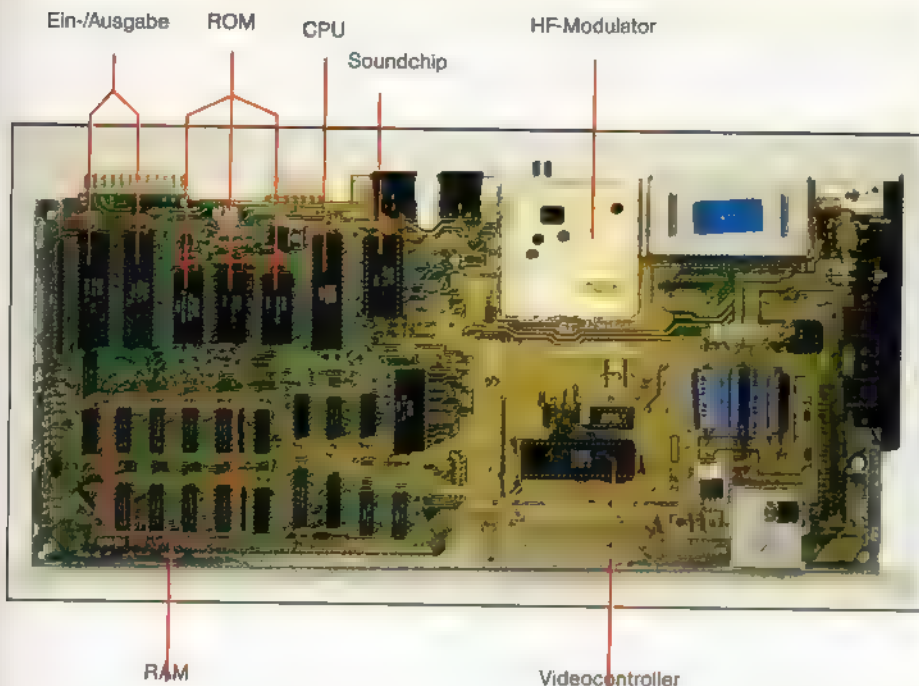 Ein-/Ausgabe
ROM
CPU
HF-Modulator
Soundchip
RAM
Videocontroller